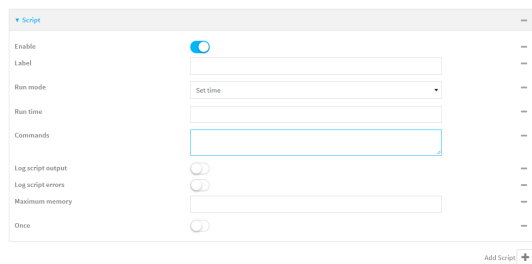 ▼ Script
Enable
Label
Run mode
Set time
Run time
Commands
Log script output
Log script errors
Maximum memory
Once
Add Script